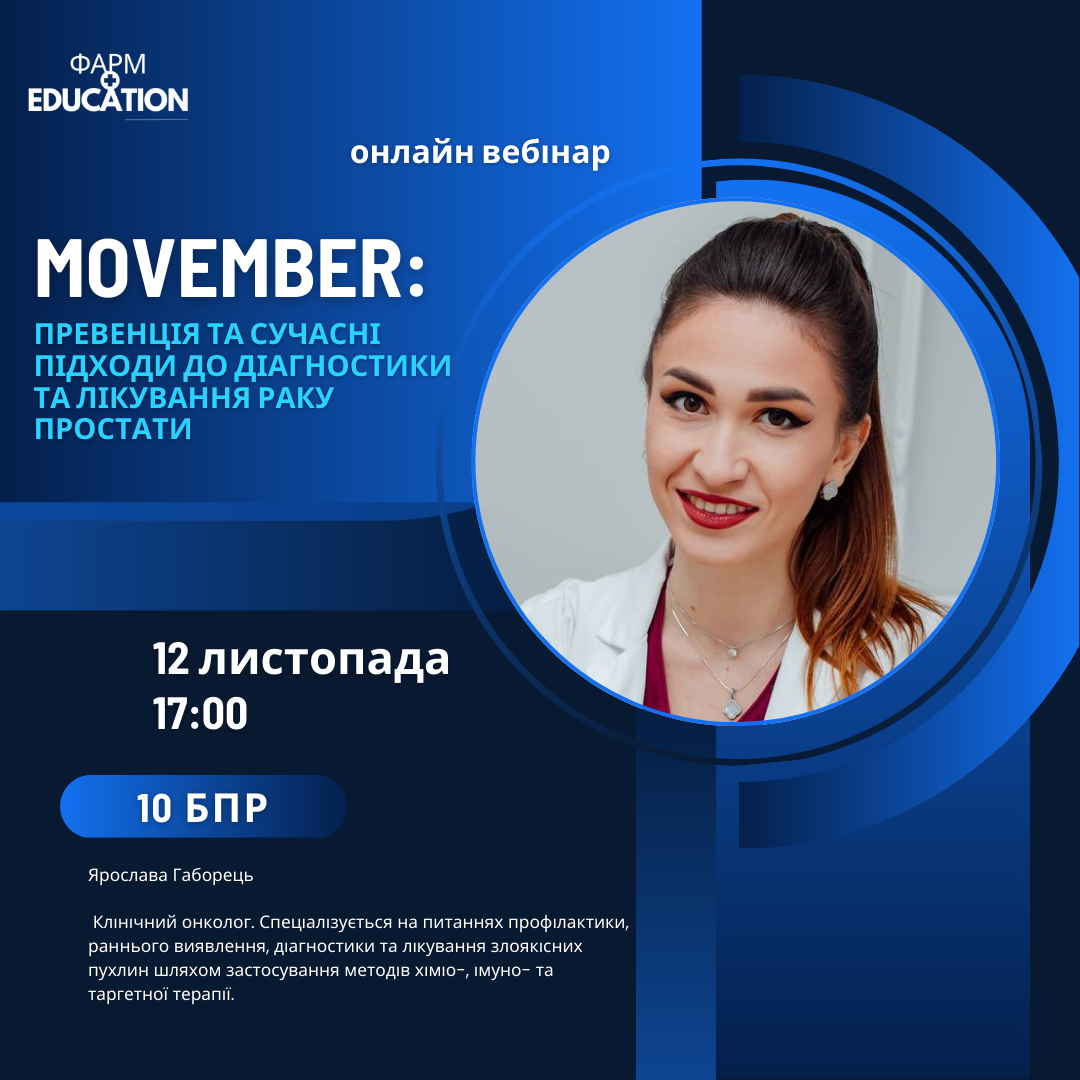 ФАРМ
EDUCATION
онлайн вебінар
MOVEMBER:
ПРЕВЕНЦІЯ ТА СУЧАСНІ
ПІДХОДИ ДО ДІАГНОСТИКИ
ТА ЛІКУВАННЯ РАКУ
ПРОСТАТИ
12 листопада
17:00
10 БПР
Ярослава Габорець
Клінічний онколог. Спеціалізується на питаннях профілактики,
раннього виявлення, діагностики та лікування злоякісних
пухлин шляхом застосування методів хіміо-, імуно- та
таргетної терапії.